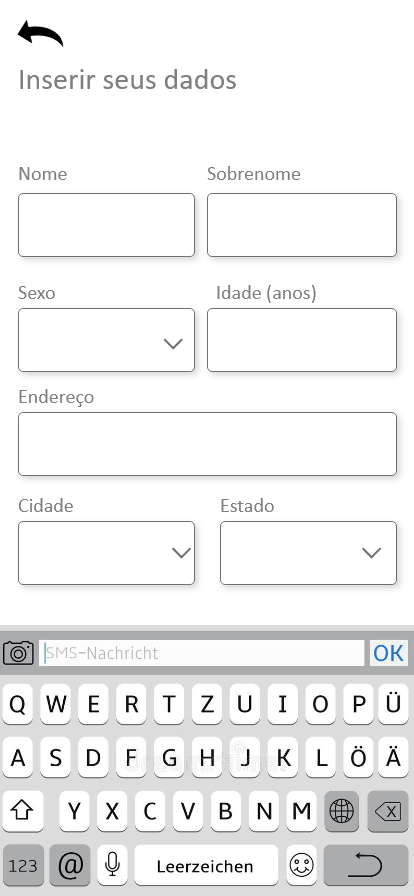 Inserir seus dados
Nome Sobrenome
Sexo Idade (anos)
Endereço
Cidade Estado
SMS-Nachricht OK
Q W E R T Z U I O P Ü
A S D F G H J K L Ö Ä
Y X C V B N M
123 @ Leerzeichen